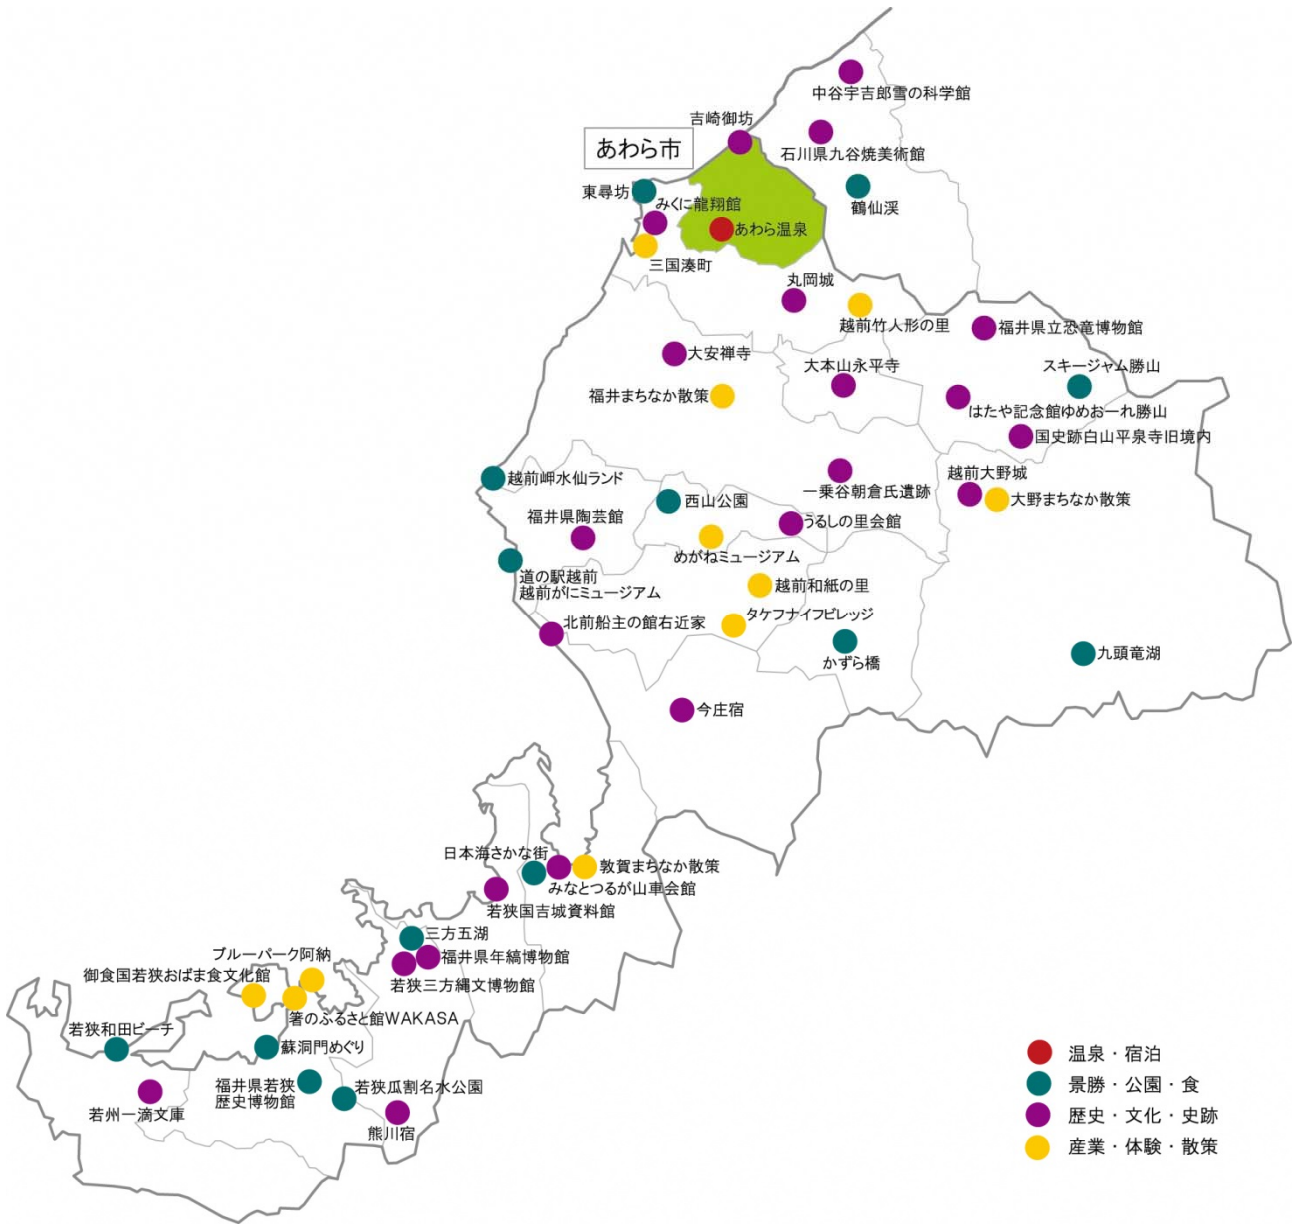 中谷宇吉郎雪の科学館
吉崎御坊
あわら市
石川県九谷焼美術館
東尋坊
みくに龍翔館
鶴仙渓
あわら温泉
三国湊町
丸岡城
越前竹人形の里
福井県立恐竜博物館
大安禅寺
大本山永平寺
スキージャム勝山
福井まちなか散策
はたや記念館ゆめおーれ勝山
国史跡白山平泉寺旧境内
越前岬水仙ランド
西山公園
一乗谷朝倉氏遺跡
越前大野城
大野まちなか散策
福井県陶芸館
うるしの里会館
めがねミュージアム
道の駅越前
越前がにミュージアム
越前和紙の里
北前船主の館右近家
タケフナイフビレッジ
かずら橋
九頭竜湖
今庄宿
日本海さかな街
敦賀まちなか散策
みなとつるが山車会館
若狭国吉城資料館
三方五湖
福井県年縞博物館
若狭三方縄文博物館
ブルーパーク阿納
御食国若狭おばま食文化館
箸のふるさと館WAKASA
若狭和田ビーチ
蘇洞門めぐり
福井県若狭
歴史博物館
若狭瓜割名水公園
若州一滴文庫
熊川宿
温泉・宿泊
景勝・公園・食
歴史・文化・史跡
産業・体験・散策